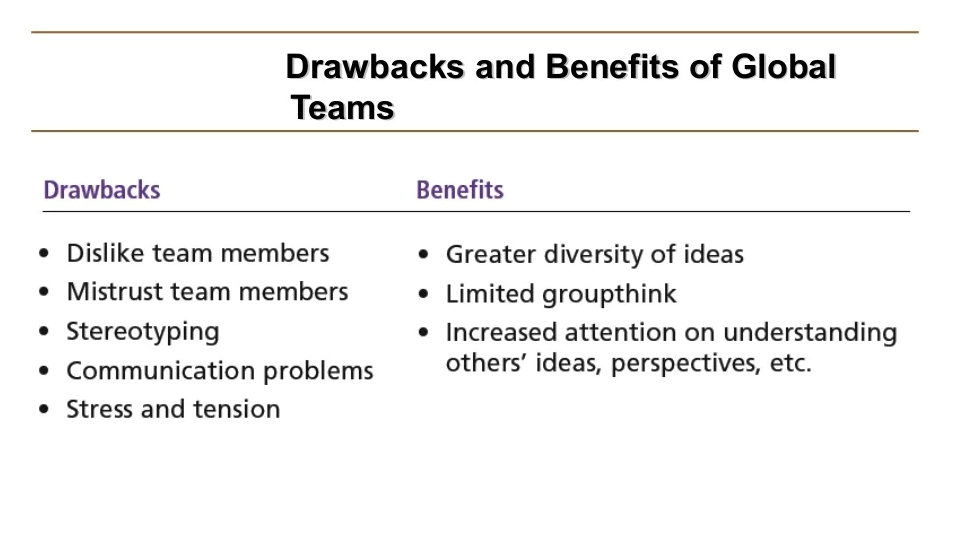 Drawbacks and Benefits of Global
Teams
Drawbacks
• Dislike team members
• Mistrust team members
• Stereotyping
• Communication problems
• Stress and tension
Benefits
• Greater diversity of ideas
• Limited groupthink
• Increased attention on understanding
others’ ideas, perspectives, etc.